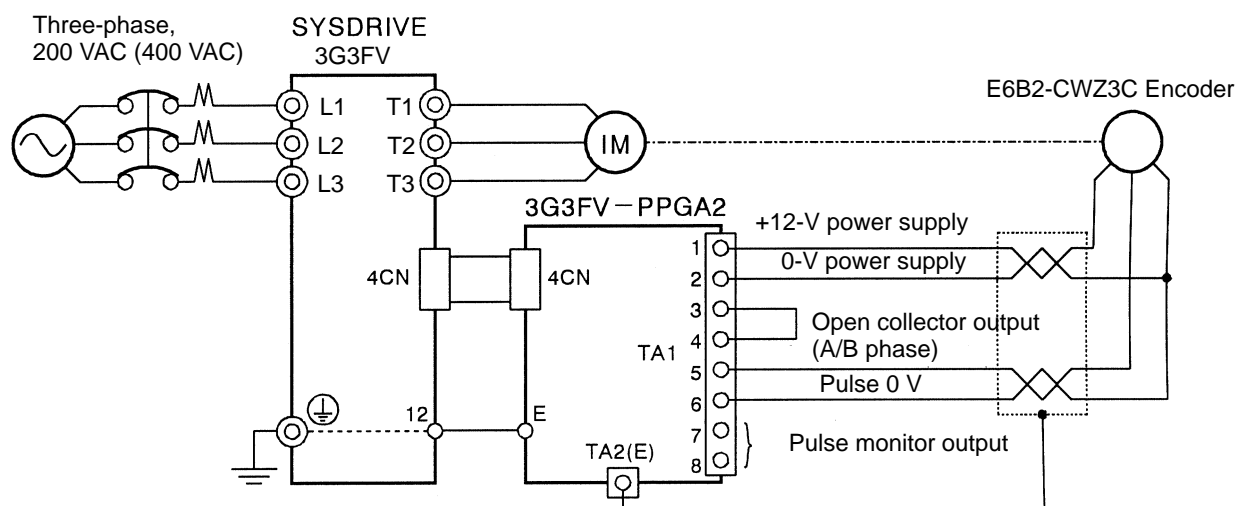 Three-phase,
200 VAC (400 VAC)
SYSDRIVE
3G3FV
E6B2-CWZ3C Encoder
L1
T1
L2
T2
IM
L3
T3
3G3FV-PPGA2
+12-V power supply
1
0-V power supply
4CN
4CN
2
3
Open collector output
(A/B phase)
4
TA1
5
Pulse 0 V
6
12
E
7
Pulse monitor output
TA2(E)
8